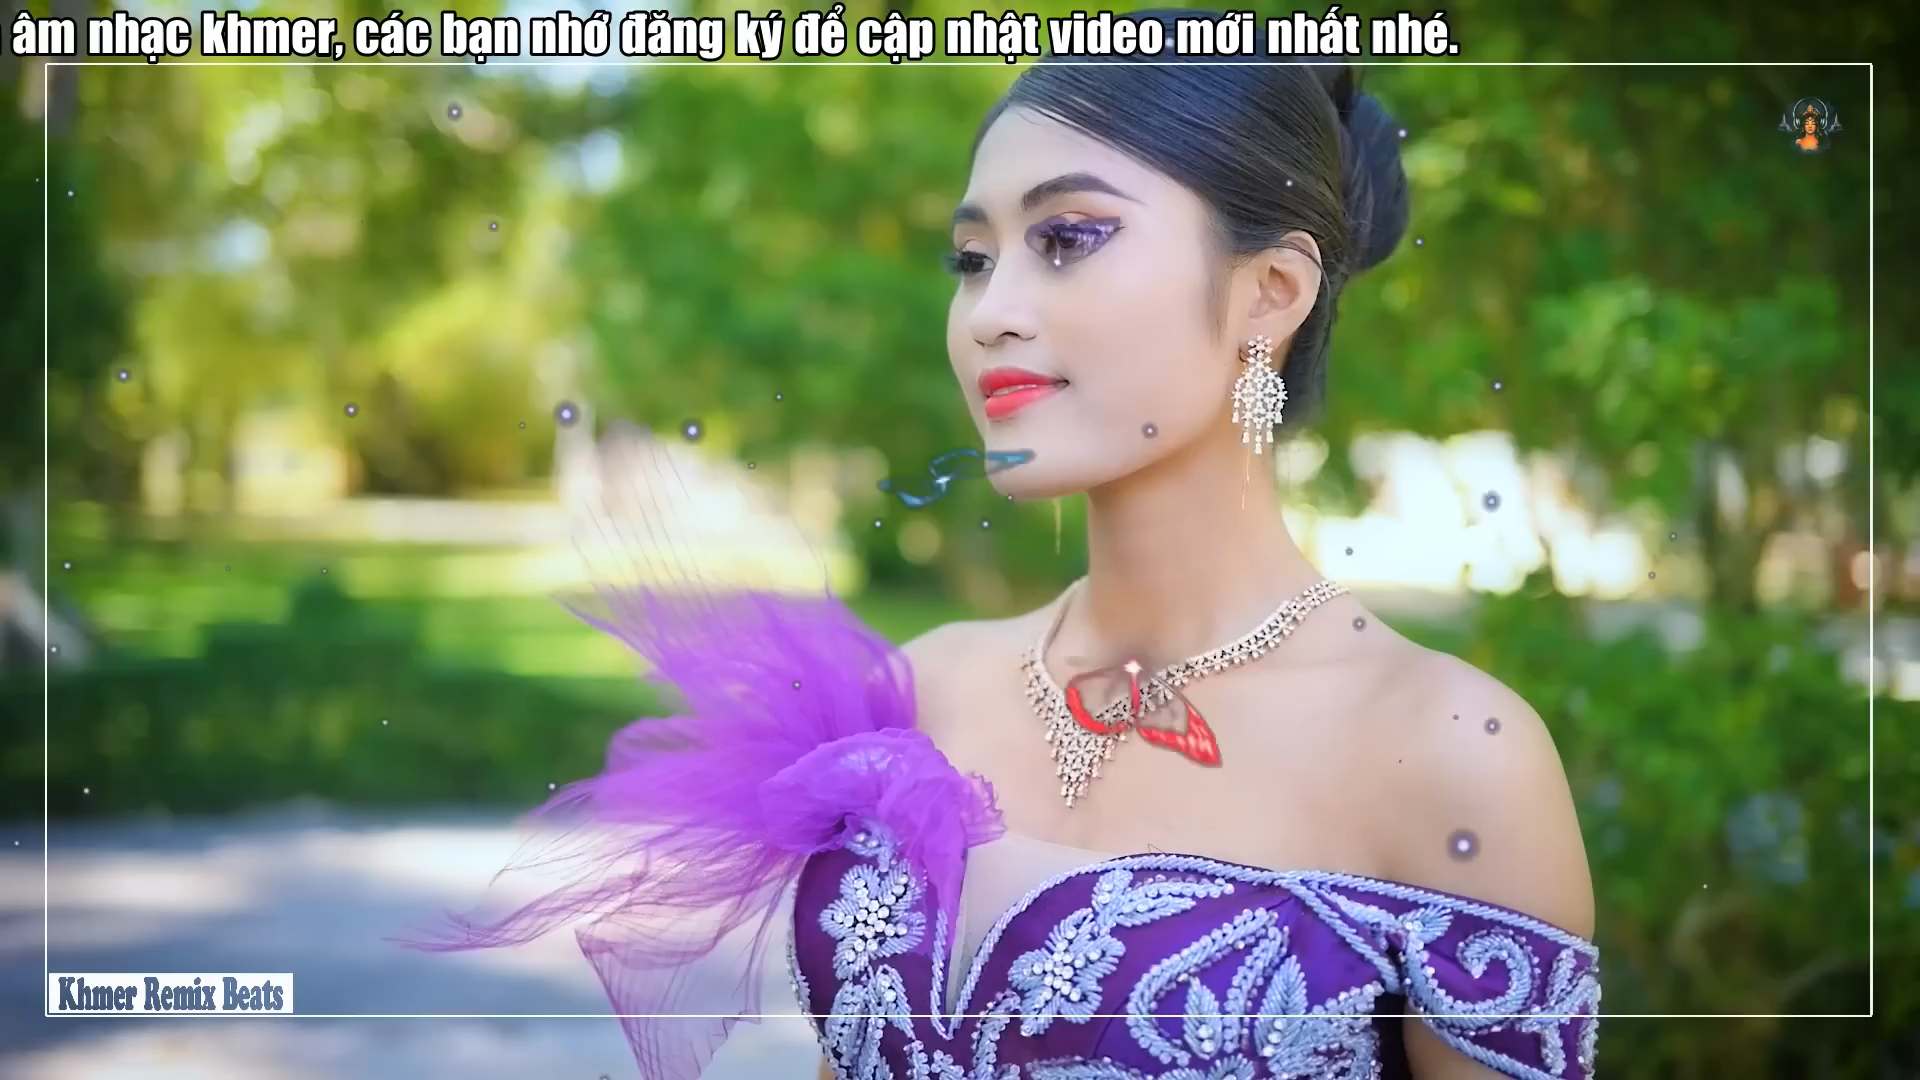 âm nhạc khmer, các bạn nhớ đăng ký để cập nhật video mới nhất nhé.
Khmer Remix Beats